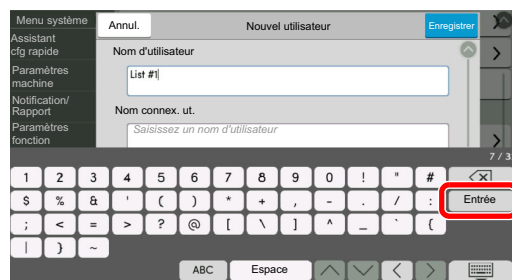 Menu système
Annul.
Nouvel utilisateur
Enregistrer
Assistant
cfg rapide
Nom d'utilisateur
Paramètres
machine
List #1
Notification/
Rapport
Nom connex. ut.
Paramètres
fonction
Saisissez un nom d'utilisateur
7 / 3
1 2 3 4 5 6 7 8 9 0 ! " #
$ % & ' ( ) * + , - . / : Entrée
; < = > ? @ [ \ ] ^ _ ` {
| } ~
ABC Espace